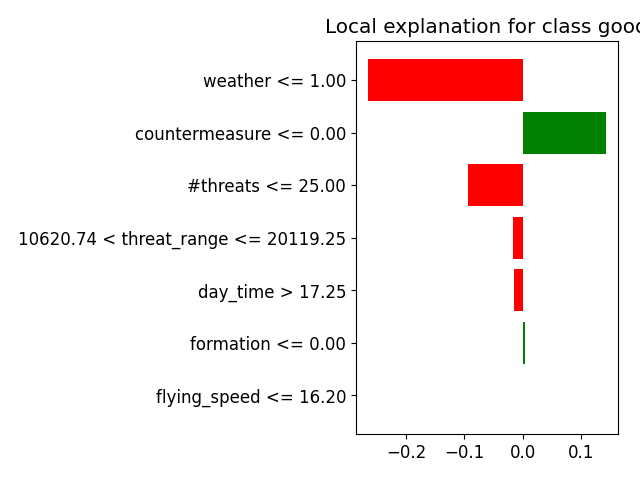 Local explanation for class good
weather <= 1.00
countermeasure <= 0.00
#threats <= 25.00
10620.74 < threat_range <= 20119.25
day_time > 17.25
formation <= 0.00
flying_speed <= 16.20
−0.2 −0.1 0.0 0.1